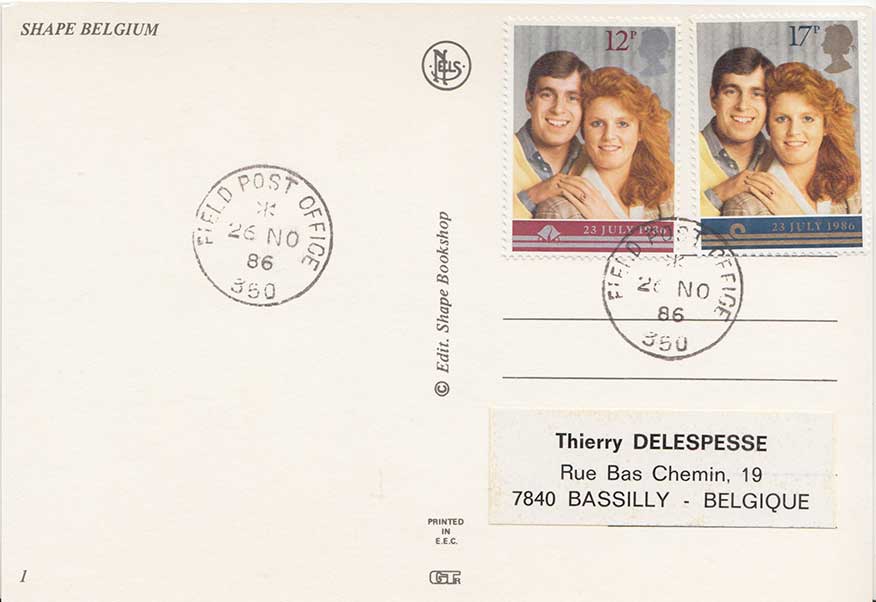 SHAPE BELGIUM
NELLS
12P
17P
23 JULY 1986
23 JULY 1986
FIELD POST OFFICE
26 NO
86
350
FIELD POST OFFICE
26 NO
86
350
© Edit. Shape Bookshop
Thierry DELESPESSE
Rue Bas Chemin, 19
7840 BASSILLY - BELGIQUE
PRINTED
IN
E.E.C.
1